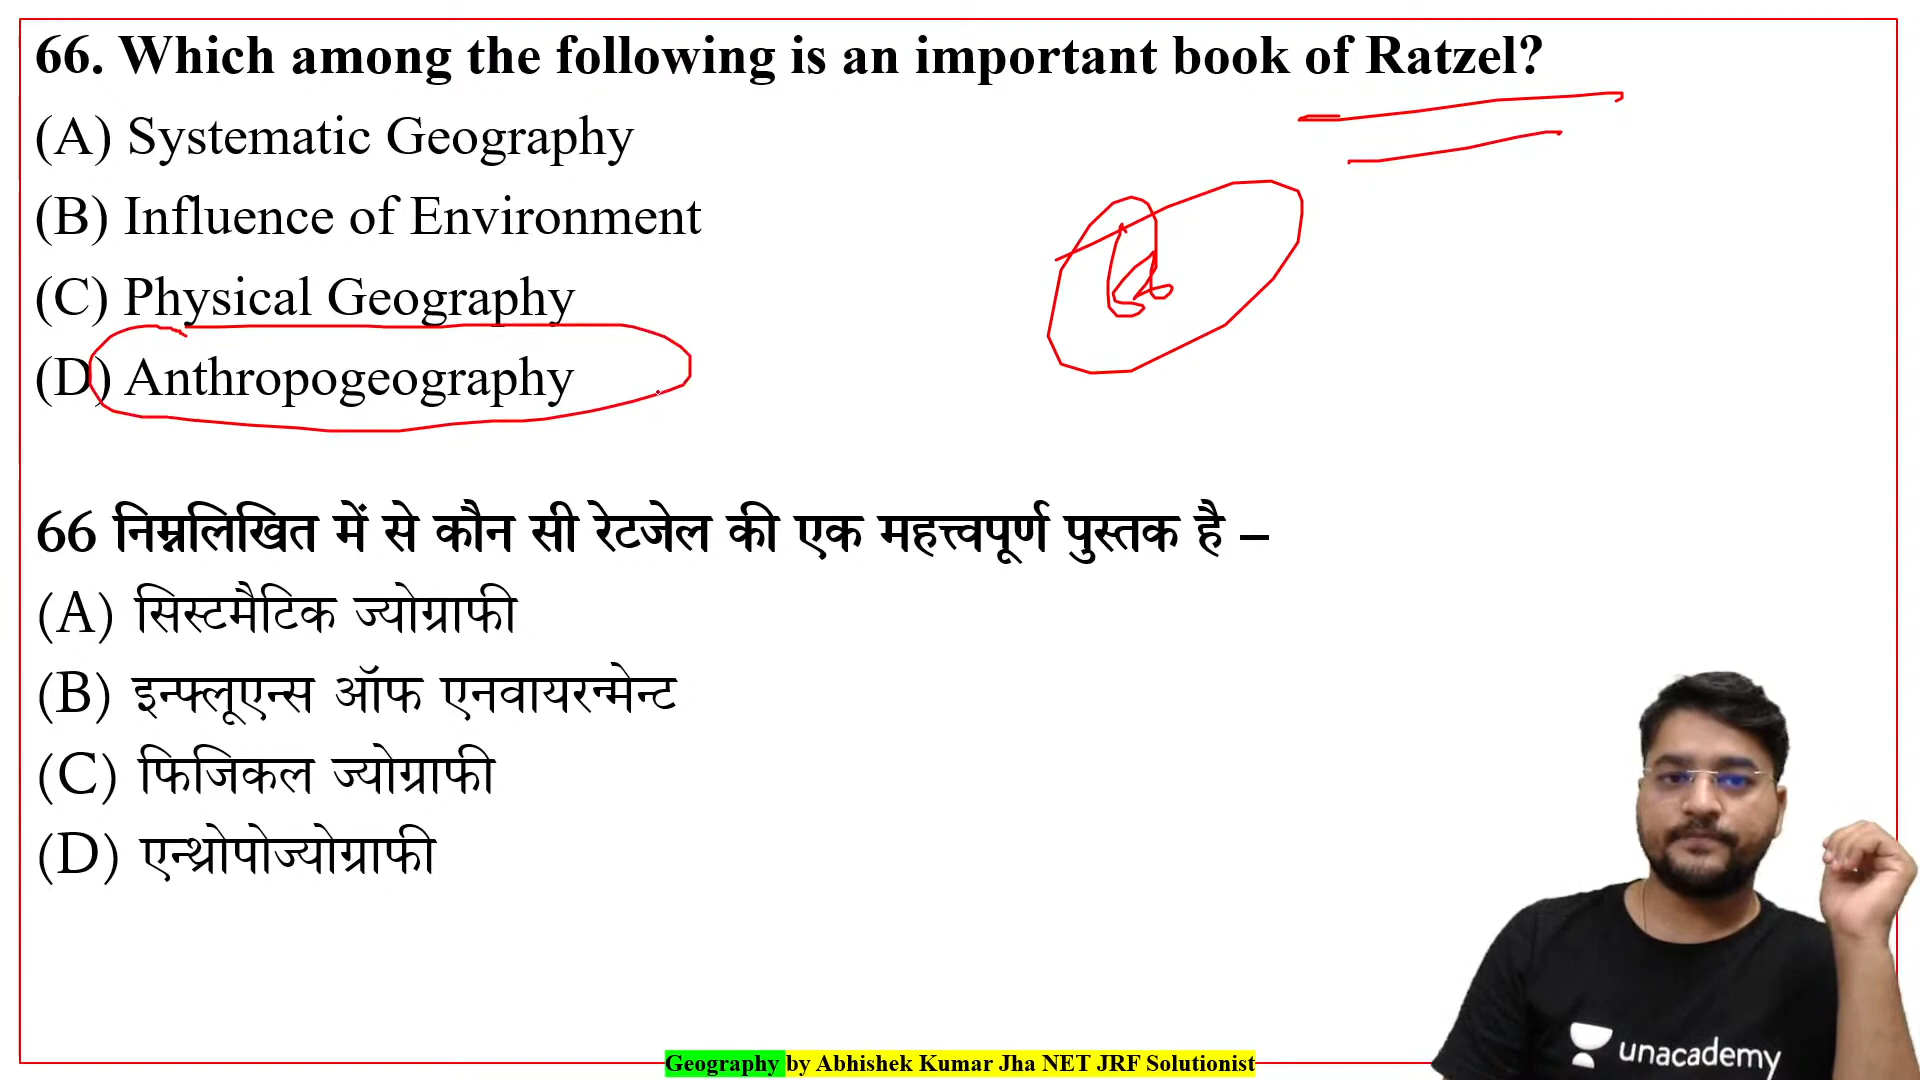 66. Which among the following is an important book of Ratzel?
(A) Systematic Geography
(B) Influence of Environment
(C) Physical Geography
(D) Anthropogeography
66 निम्नलिखित में से कौन सी रेटजेल की एक महत्त्वपूर्ण पुस्तक है –
(A) सिस्टमैटिक ज्योग्राफी
(B) इन्फ्लूएन्स ऑफ एनवायरन्मेन्ट
(C) फिजिकल ज्योग्राफी
(D) एन्थ्रोपोज्योग्राफी
unacademy
Geography by Abhishek Kumar Jha NET JRF Solutionist